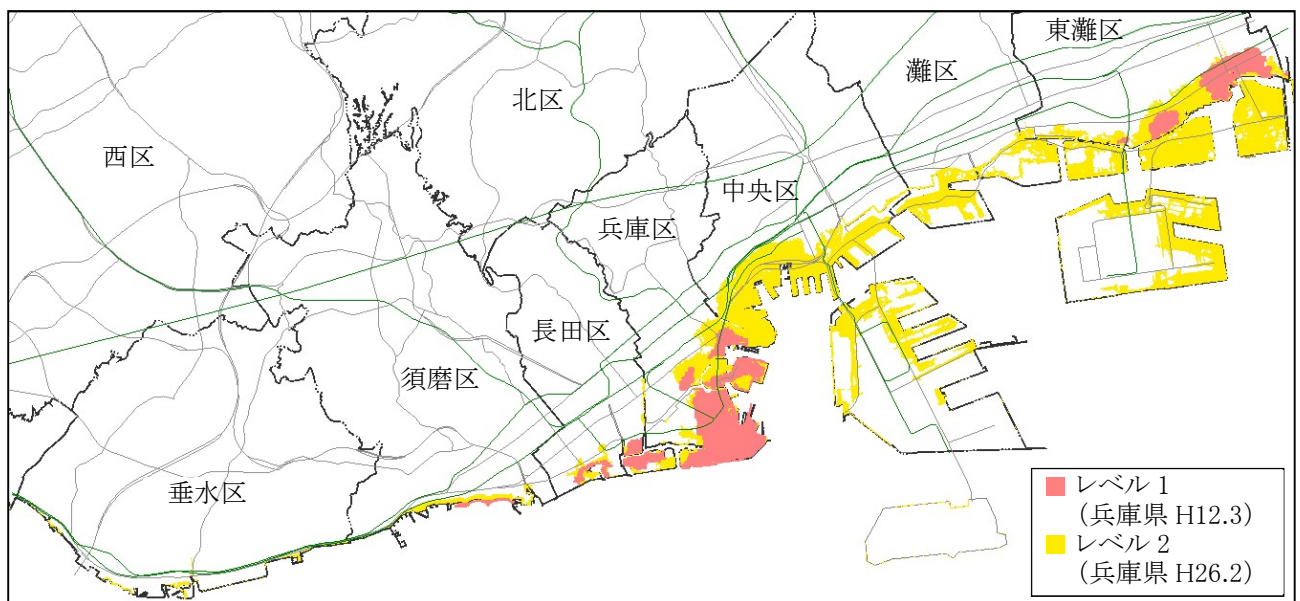 東灘区
灘区
北区
西区
中央区
兵庫区
長田区
須磨区
垂水区
レベル 1
（兵庫県 H12.3）
レベル 2
（兵庫県 H26.2）